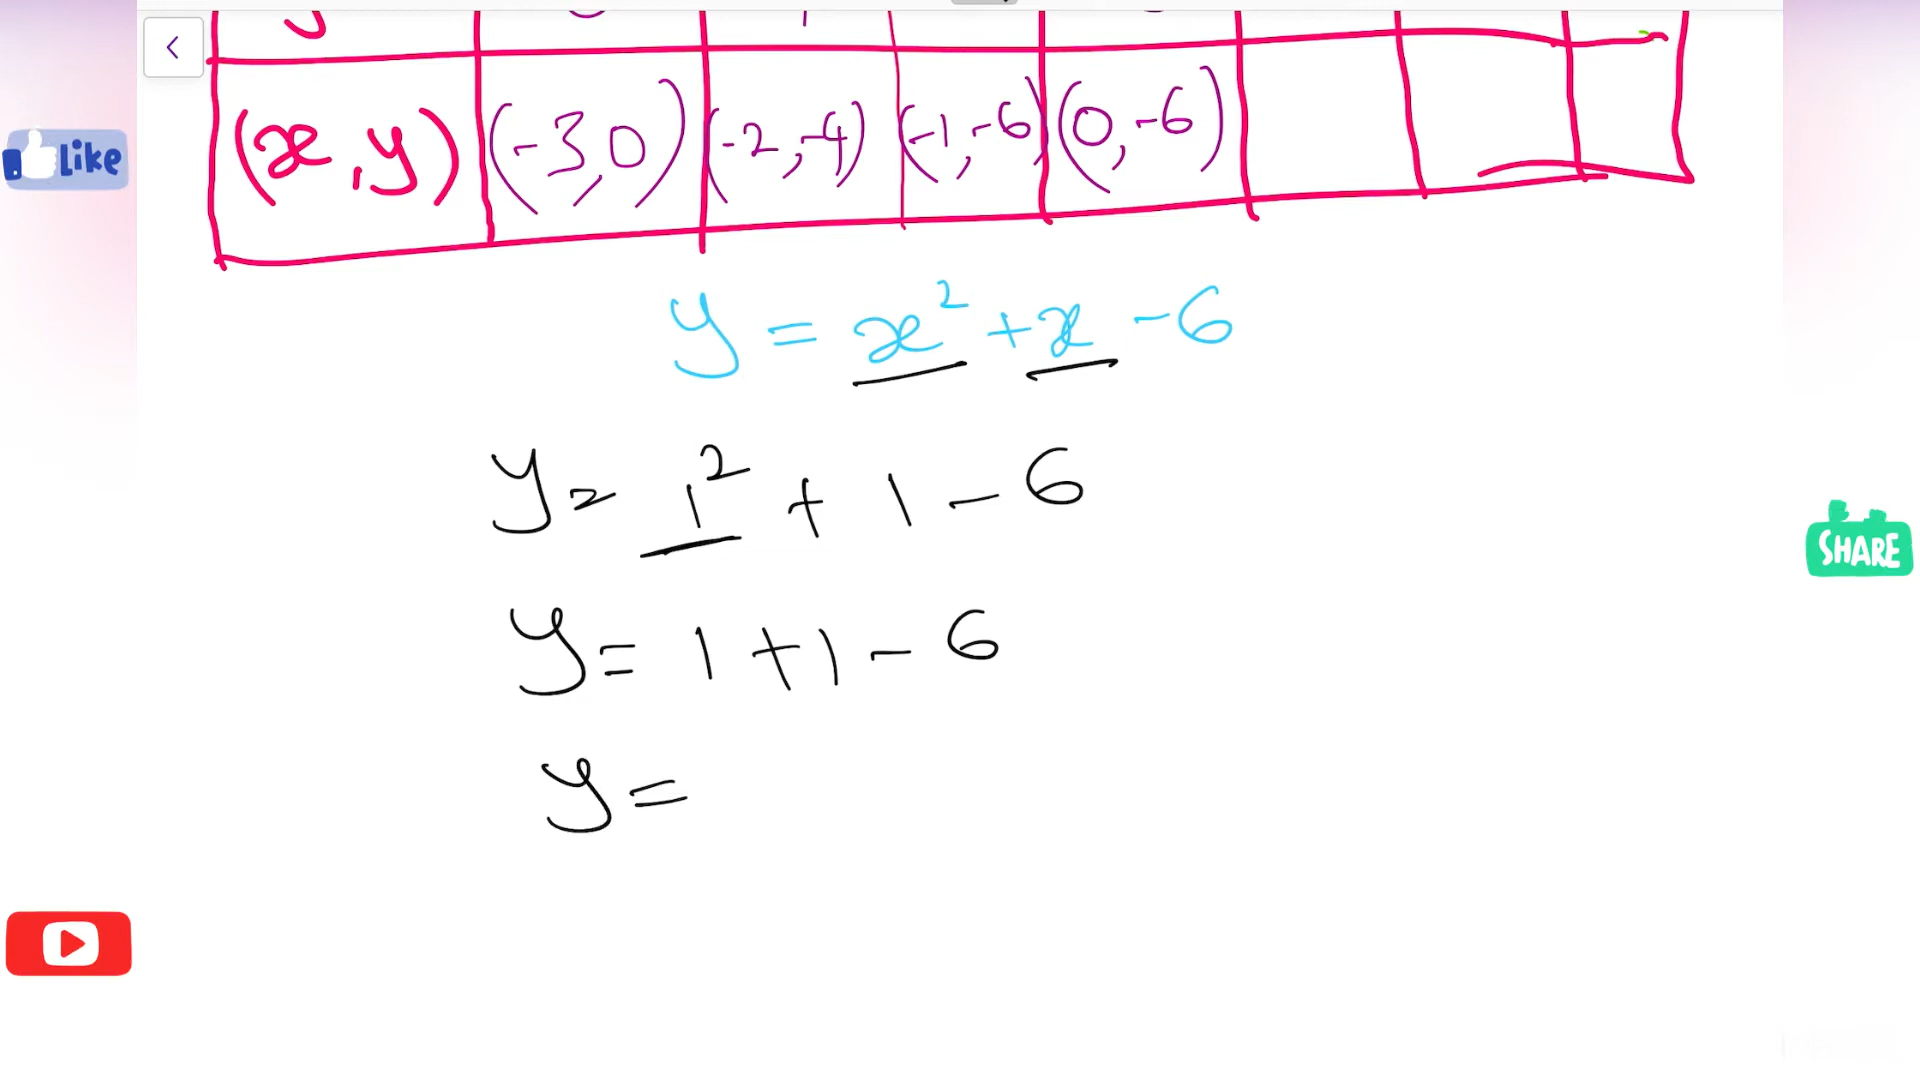 (x,y) (-3,0) (-2,-4) (-1,-6) (0,-6)
y = x² + x - 6
y = 1² + 1 - 6
y = 1 + 1 - 6
y =
Like
SHARE